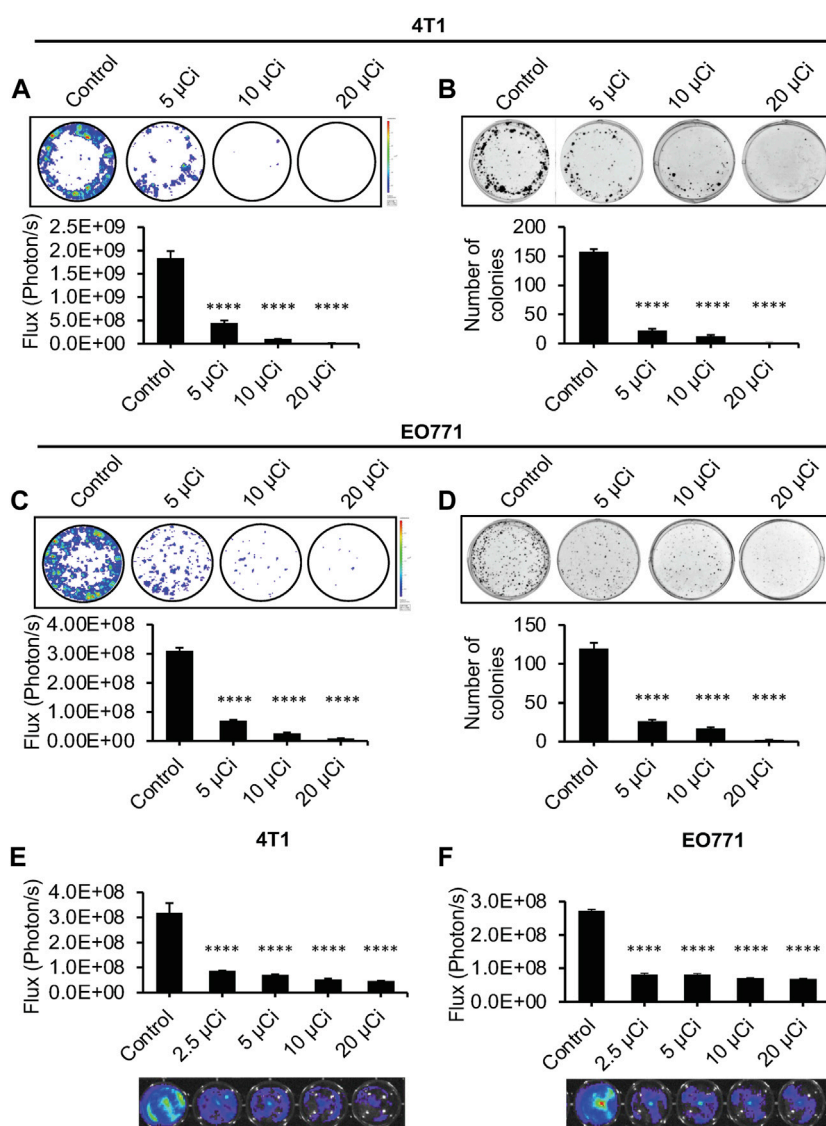 4T1
A
Control
5 µCi
10 µCi
20 µCi
Flux (Photon/s)
2.5E+09
2.0E+09
1.5E+09
1.0E+09
5.0E+08
0.0E+00
**** **** ****
Control
5 µCi
10 µCi
20 µCi
B
Control
5 µCi
10 µCi
20 µCi
Number of
colonies
200
150
100
50
0
**** **** ****
Control
5 µCi
10 µCi
20 µCi
EO771
C
Control
5 µCi
10 µCi
20 µCi
Flux (Photon/s)
4.00E+08
3.00E+08
2.00E+08
1.00E+08
0.00E+00
**** **** ****
Control
5 µCi
10 µCi
20 µCi
D
Control
5 µCi
10 µCi
20 µCi
Number of
colonies
150
100
50
0
**** **** ****
Control
5 µCi
10 µCi
20 µCi
E
4T1
Flux (Photon/s)
4.0E+08
3.0E+08
2.0E+08
1.0E+08
0.0E+00
**** **** **** ****
Control
2.5 µCi
5 µCi
10 µCi
20 µCi
F
EO771
Flux (Photon/s)
3.0E+08
2.0E+08
1.0E+08
0.0E+00
**** **** **** ****
Control
2.5 µCi
5 µCi
10 µCi
20 µCi